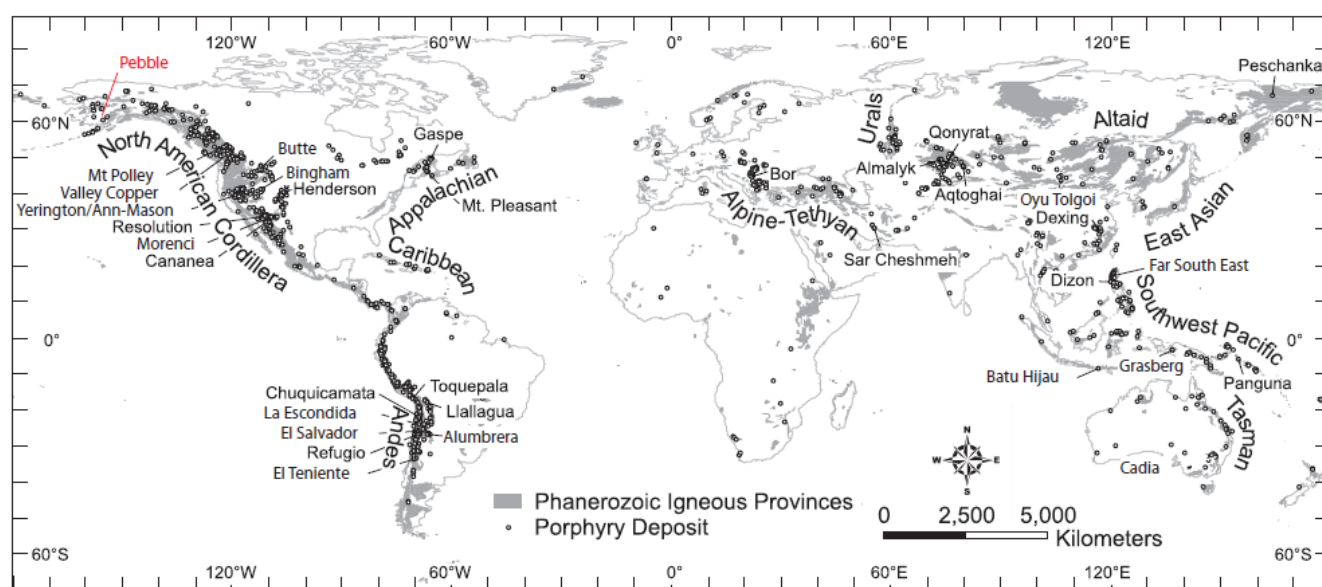 120°W
60°W
0°
60°E
120°E
Pebble
Peschanka
60°N
60°N
North American Cordillera
Urals
Altaid
Gaspe
Qonyrat
Butte
Mt Polley
Bingham
Almalyk
Valley Copper
Henderson
Appalachian
Bor
Aqtoghai
Yerington/Ann-Mason
Mt. Pleasant
Alpine-Tethyan
Oyu Tolgoi
Resolution
Dexing
East Asian
Morenci
Caribbean
Cananea
Sar Cheshmeh
Far South East
Dizon
Southwest Pacific
0°
0°
Grasberg
Batu Hijau
Panguna
Chuquicamata
Toquepala
La Escondida
Llallagua
Andes
Tasman
El Salvador
Alumbrera
Refugio
N
W
E
S
El Teniente
Cadia
Phanerozoic Igneous Provinces
Porphyry Deposit
0
2,500
5,000
Kilometers
60°S
60°S
120°W
60°W
0°
60°E
120°E